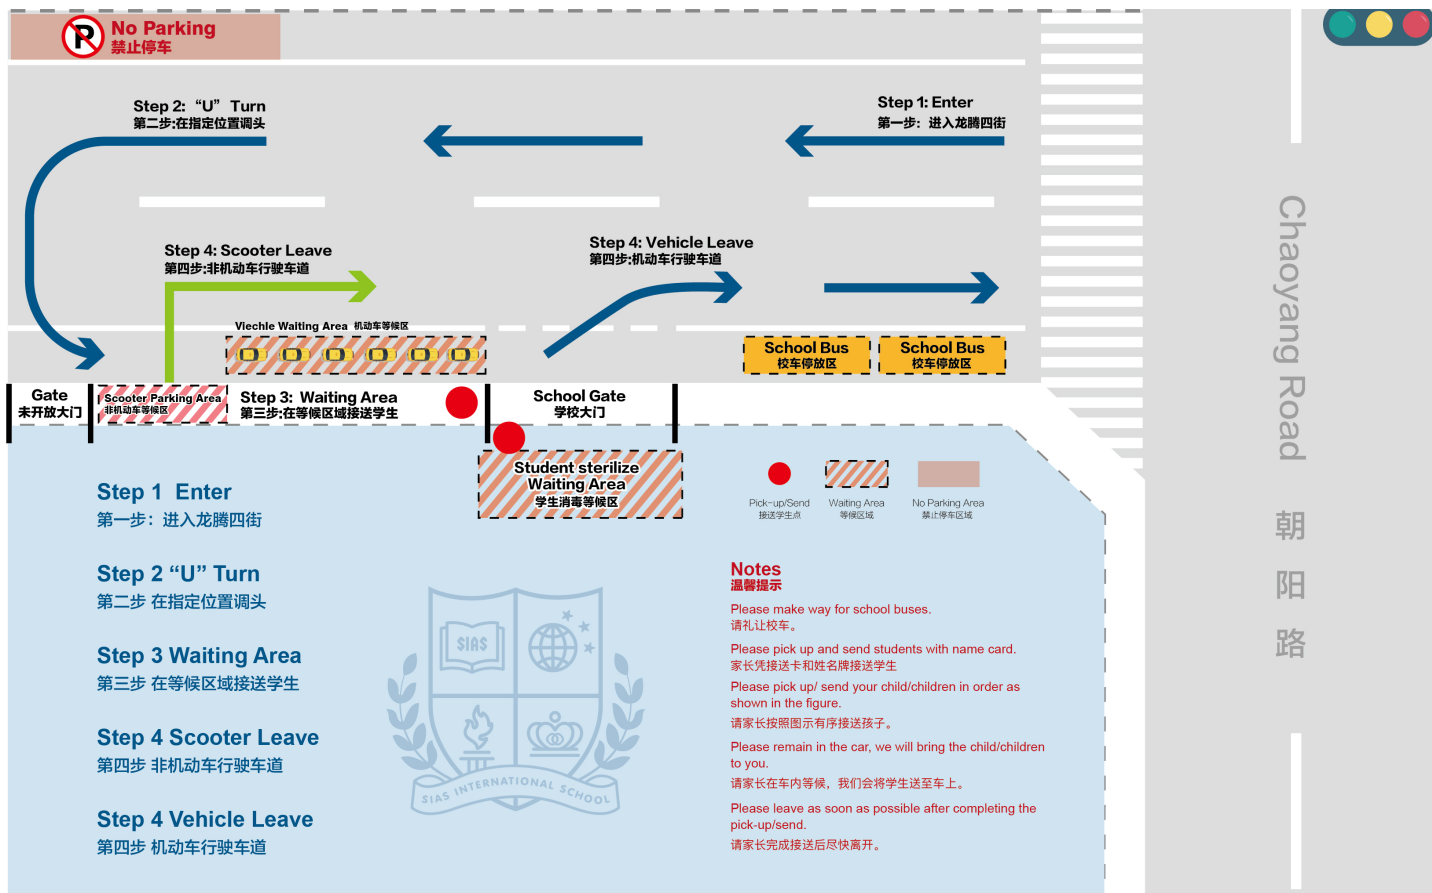 No Parking
禁止停车
Step 2: “U” Turn
第二步:在指定位置调头
Step 1: Enter
第一步：进入龙腾四街
Step 4: Scooter Leave
第四步:非机动车行驶车道
Step 4: Vehicle Leave
第四步:机动车行驶车道
Viechle Waiting Area 机动车等候区
School Bus
校车停放区
School Bus
校车停放区
Gate
未开放大门
Scooter Parking Area
非机动车等候区
Step 3: Waiting Area
第三步:在等候区域接送学生
School Gate
学校大门
Student sterilize
Waiting Area
学生消毒等候区
Pick-up/Send
接送学生点
Waiting Area
等候区域
No Parking Area
禁止停车区域
Chaoyang Road
朝阳路
Step 1 Enter
第一步：进入龙腾四街
Step 2 “U” Turn
第二步 在指定位置调头
Step 3 Waiting Area
第三步 在等候区域接送学生
Step 4 Scooter Leave
第四步 非机动车行驶车道
Step 4 Vehicle Leave
第四步 机动车行驶车道
SIAS
SIAS INTERNATIONAL SCHOOL
Notes
温馨提示
Please make way for school buses.
请礼让校车。
Please pick up and send students with name card.
家长凭接送卡和姓名牌接送学生
Please pick up/ send your child/children in order as
shown in the figure.
请家长按照图示有序接送孩子。
Please remain in the car, we will bring the child/children
to you.
请家长在车内等候，我们会将学生送至车上。
Please leave as soon as possible after completing the
pick-up/send.
请家长完成接送后尽快离开。